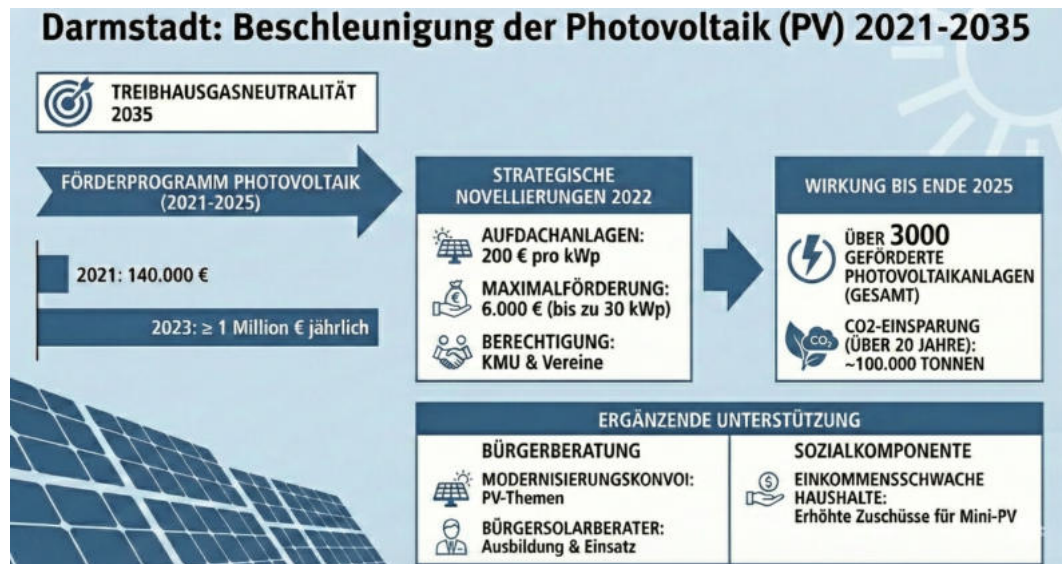 Darmstadt: Beschleunigung der Photovoltaik (PV) 2021-2035
TREIBHAUSGASNEUTRALITÄT
2035
FÖRDERPROGRAMM PHOTOVOLTAIK
(2021-2025)
2021: 140.000 €
2023: ≥ 1 Million € jährlich
STRATEGISCHE
NOVELLIERUNGEN 2022
AUFDACHANLAGEN:
200 € pro kWp
€
MAXIMALFÖRDERUNG:
6.000 € (bis zu 30 kWp)
BERECHTIGUNG:
KMU & Vereine
WIRKUNG BIS ENDE 2025
ÜBER 3000
GEFÖRDERTE
PHOTOVOLTAIKANLAGEN
(GESAMT)
CO₂
CO2-EINSPARUNG
(ÜBER 20 JAHRE):
~100.000 TONNEN
ERGÄNZENDE UNTERSTÜTZUNG
BÜRGERBERATUNG
MODERNISIERUNGSKONVOI:
PV-Themen
BÜRGERSOLARBERATER:
Ausbildung & Einsatz
SOZIALKOMPONENTE
$
EINKOMMENSSCHWACHE
HAUSHALTE:
Erhöhte Zuschüsse für Mini-PV